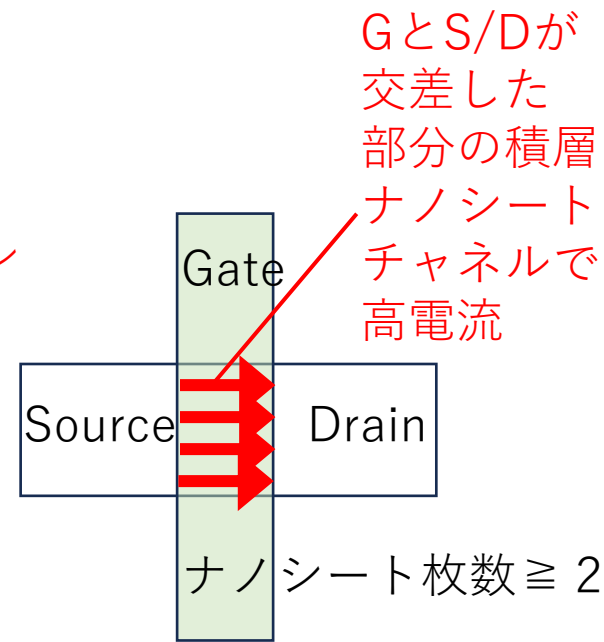 GとS/Dが
交差した
部分の積層
ナノシート
チャネルで
高電流
ン
Gate
Source
Drain
ナノシート枚数≧2